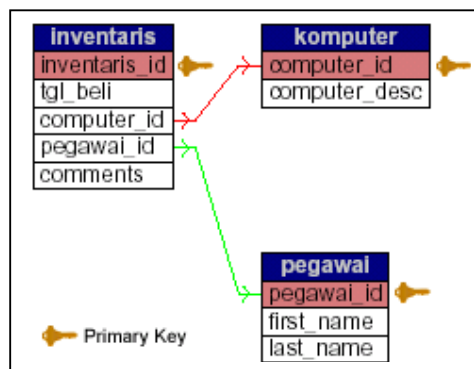 inventaris
inventaris_id
tgl_beli
computer_id
pegawai_id
comments
komputer
computer_id
computer_desc
pegawai
pegawai_id
first_name
last_name
Primary Key